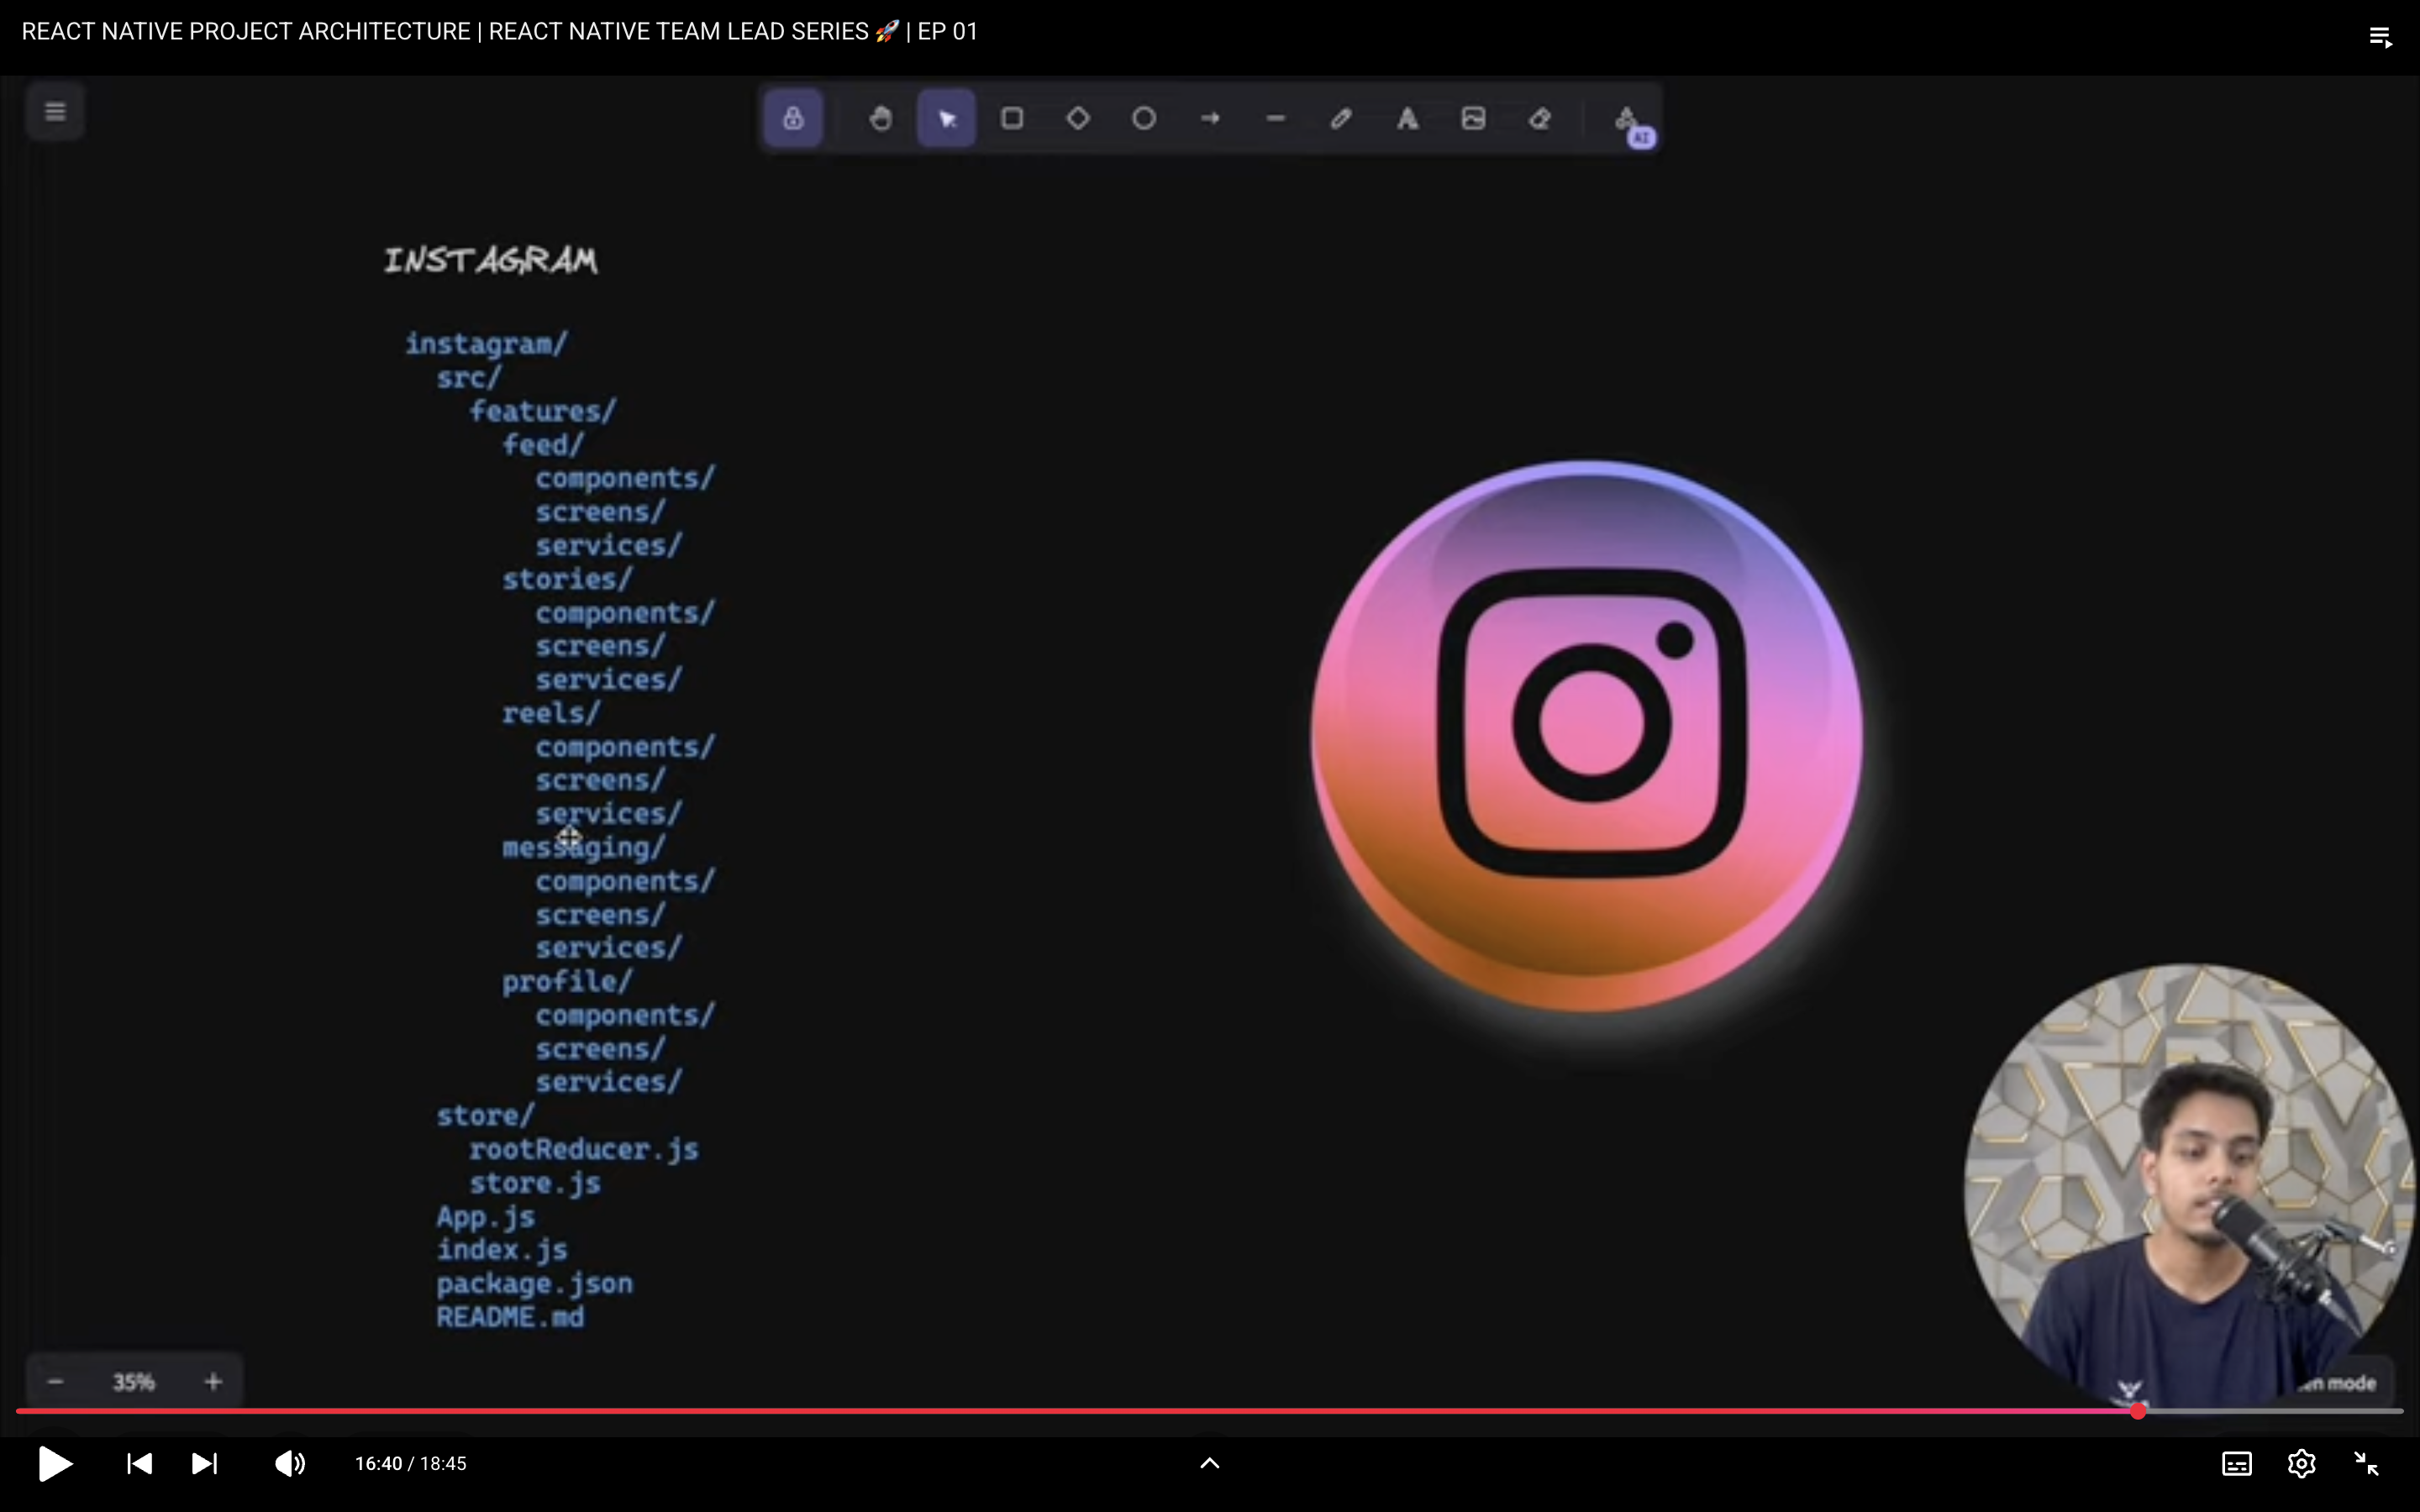 REACT NATIVE PROJECT ARCHITECTURE | REACT NATIVE TEAM LEAD SERIES 🚀 | EP 01
A
AI
INSTAGRAM
instagram/
src/
features/
feed/
components/
screens/
services/
stories/
components/
screens/
services/
reels/
components/
screens/
services/
messaging/
components/
screens/
services/
profile/
components/
screens/
services/
store/
rootReducer.js
store.js
App.js
index.js
package.json
README.md
35%
mode
16:40 / 18:45